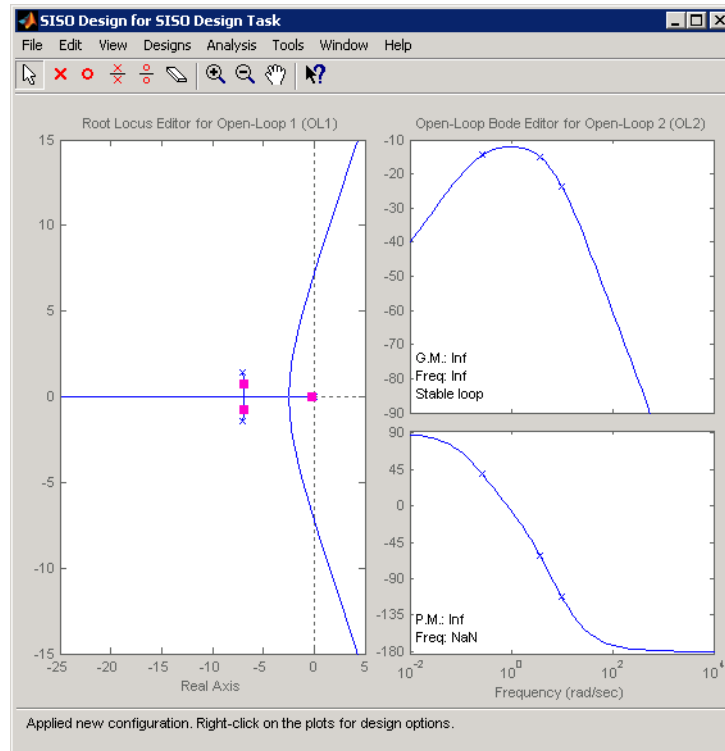 SISO Design for SISO Design Task
File Edit View Designs Analysis Tools Window Help
Root Locus Editor for Open-Loop 1 (OL1)
15
10
5
0
-5
-10
-15
-25 -20 -15 -10 -5 0 5
Real Axis
Open-Loop Bode Editor for Open-Loop 2 (OL2)
-10
-20
-30
-40
-50
-60
-70
-80
-90
G.M.: Inf
Freq: Inf
Stable loop
90
45
0
-45
-90
-135
-180
P.M.: Inf
Freq: NaN
10^-2 10^0 10^2 10^4
Frequency (rad/sec)
Applied new configuration. Right-click on the plots for design options.